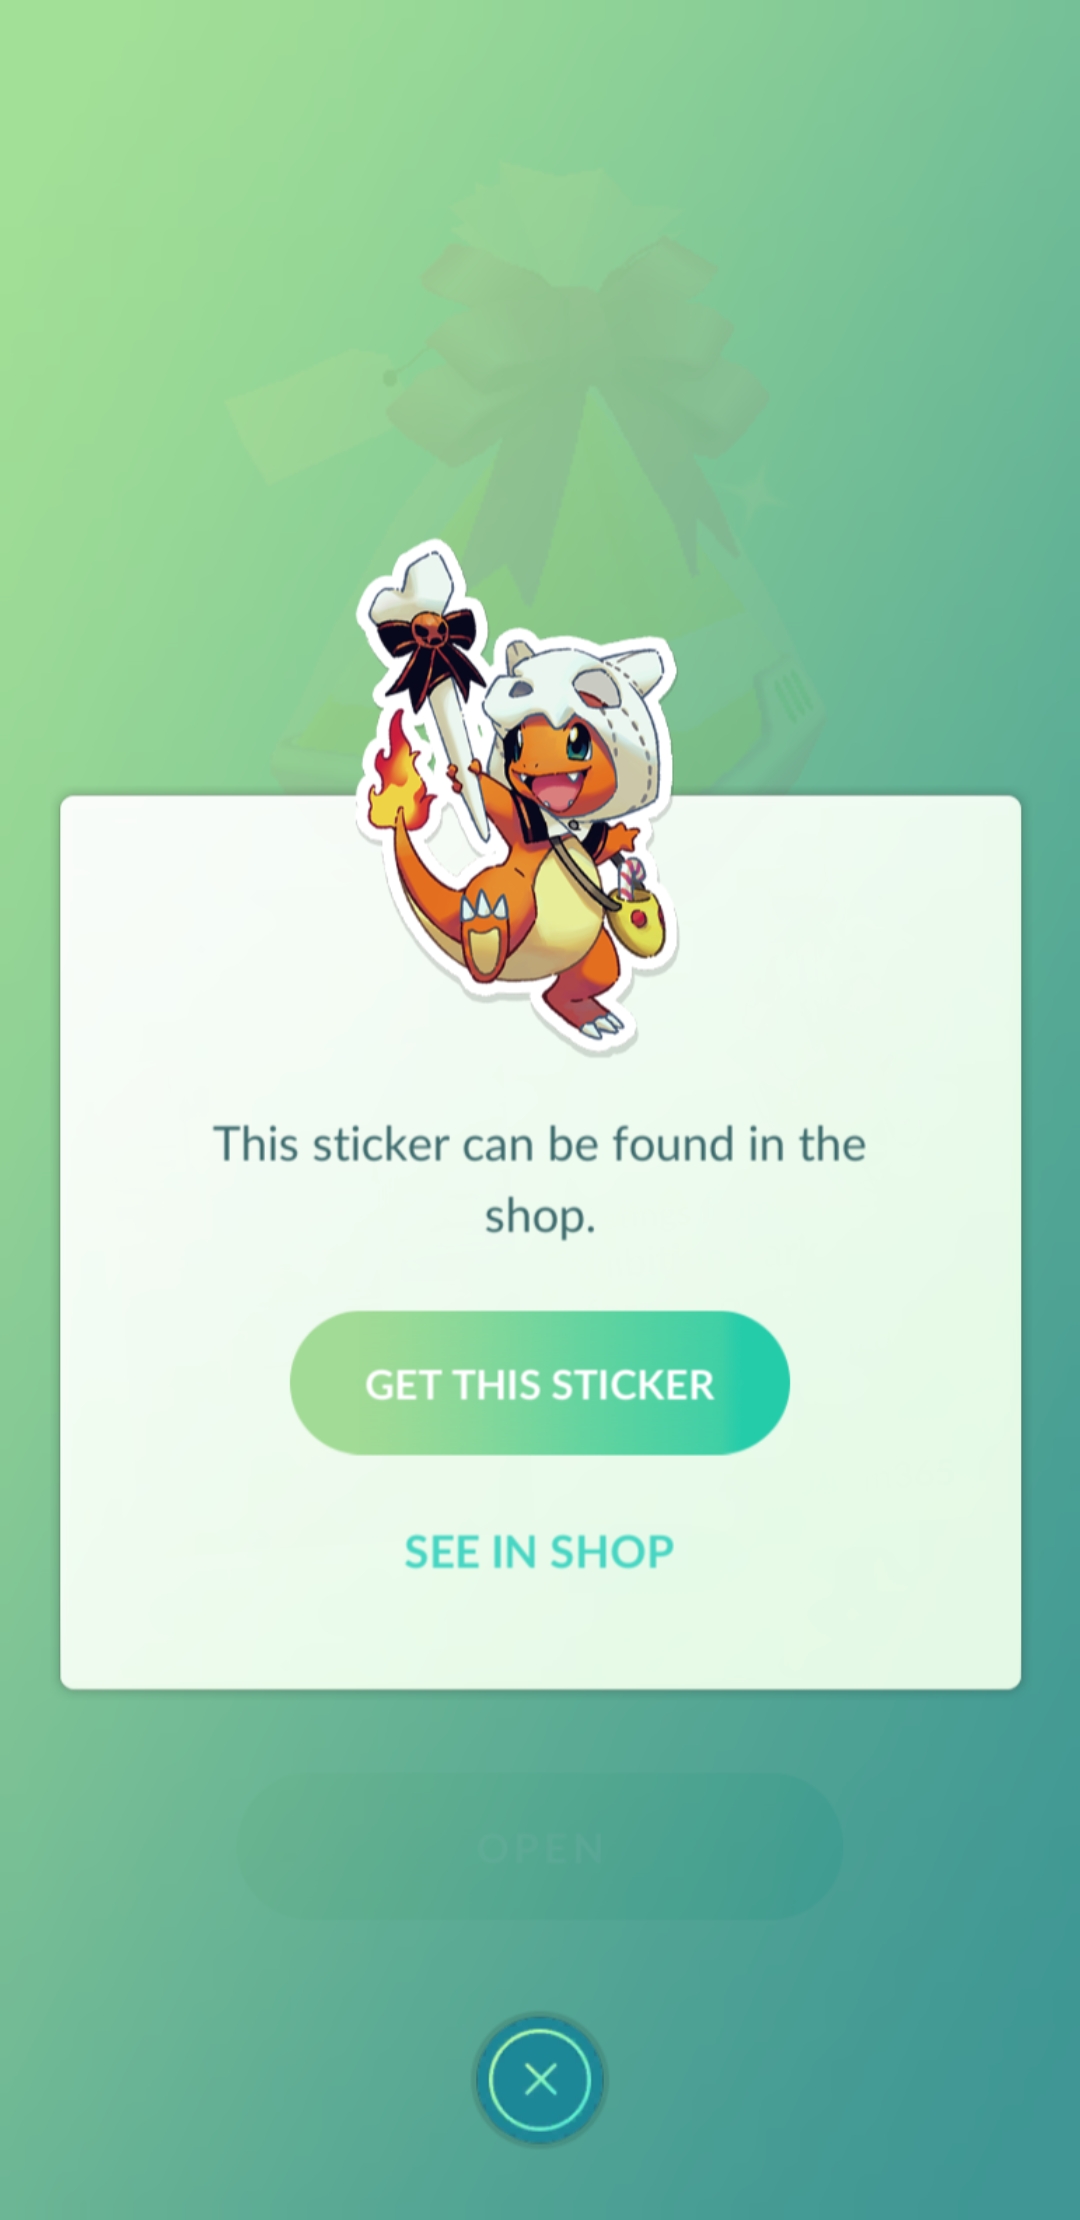 This sticker can be found in the
shop.
GET THIS STICKER
SEE IN SHOP
OPEN